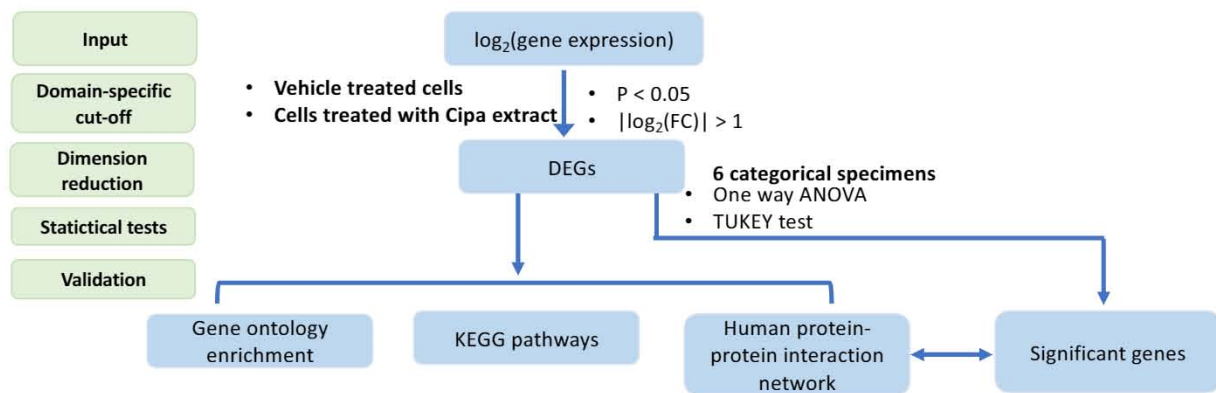 Input
Domain-specific
cut-off
Dimension
reduction
Statictical tests
Validation
log₂(gene expression)
• Vehicle treated cells
• Cells treated with Cipa extract
• P < 0.05
• |log₂(FC)| > 1
DEGs
6 categorical specimens
• One way ANOVA
• TUKEY test
Gene ontology
enrichment
KEGG pathways
Human protein-
protein interaction
network
Significant genes